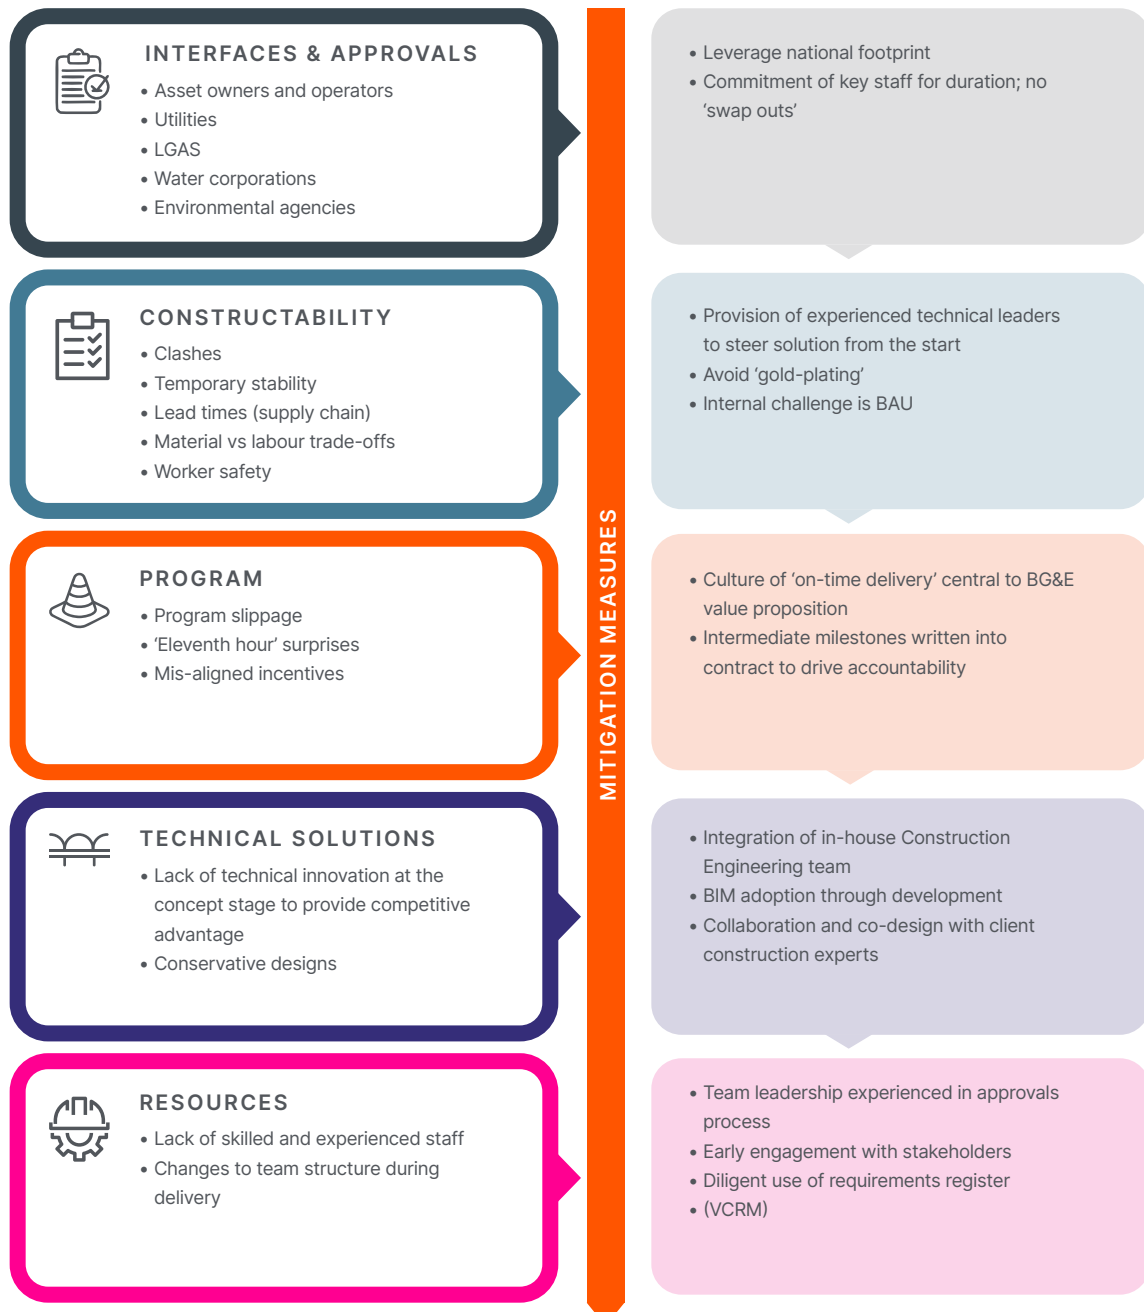 INTERFACES & APPROVALS
• Asset owners and operators
• Utilities
• LGAS
• Water corporations
• Environmental agencies
• Leverage national footprint
• Commitment of key staff for duration; no
‘swap outs’
CONSTRUCTABILITY
• Clashes
• Temporary stability
• Lead times (supply chain)
• Material vs labour trade-offs
• Worker safety
• Provision of experienced technical leaders
to steer solution from the start
• Avoid ‘gold-plating’
• Internal challenge is BAU
MITIGATION MEASURES
PROGRAM
• Program slippage
• ‘Eleventh hour’ surprises
• Mis-aligned incentives
• Culture of ‘on-time delivery’ central to BG&E
value proposition
• Intermediate milestones written into
contract to drive accountability
TECHNICAL SOLUTIONS
• Lack of technical innovation at the
concept stage to provide competitive
advantage
• Conservative designs
• Integration of in-house Construction
Engineering team
• BIM adoption through development
• Collaboration and co-design with client
construction experts
RESOURCES
• Lack of skilled and experienced staff
• Changes to team structure during
delivery
• Team leadership experienced in approvals
process
• Early engagement with stakeholders
• Diligent use of requirements register
• (VCRM)